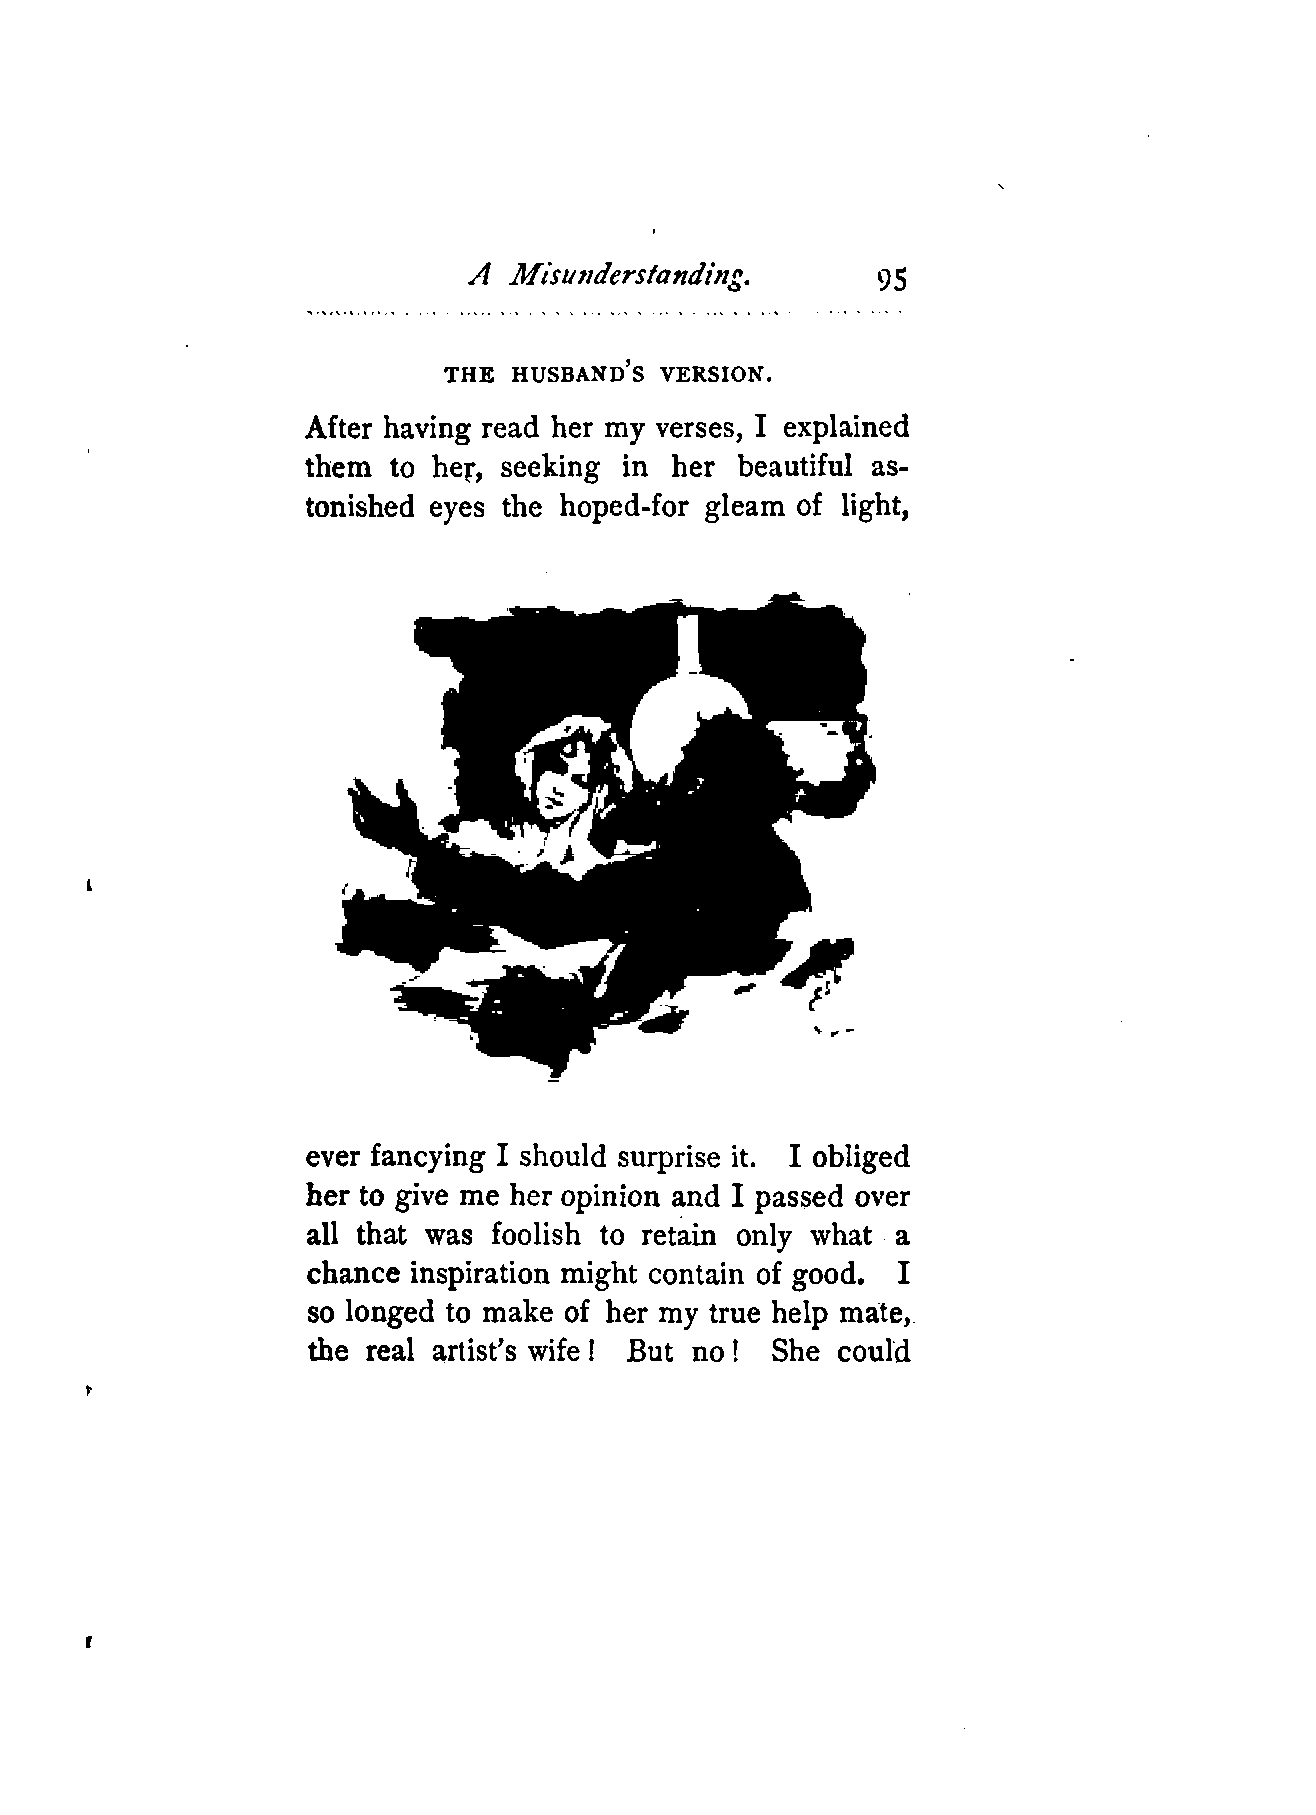 A Misunderstanding. 95
THE HUSBAND'S VERSION.
After having read her my verses, I explained
them to her, seeking in her beautiful as-
tonished eyes the hoped-for gleam of light,
ever fancying I should surprise it. I obliged
her to give me her opinion and I passed over
all that was foolish to retain only what a
chance inspiration might contain of good. I
so longed to make of her my true help mate,
the real artist's wife! But no! She could